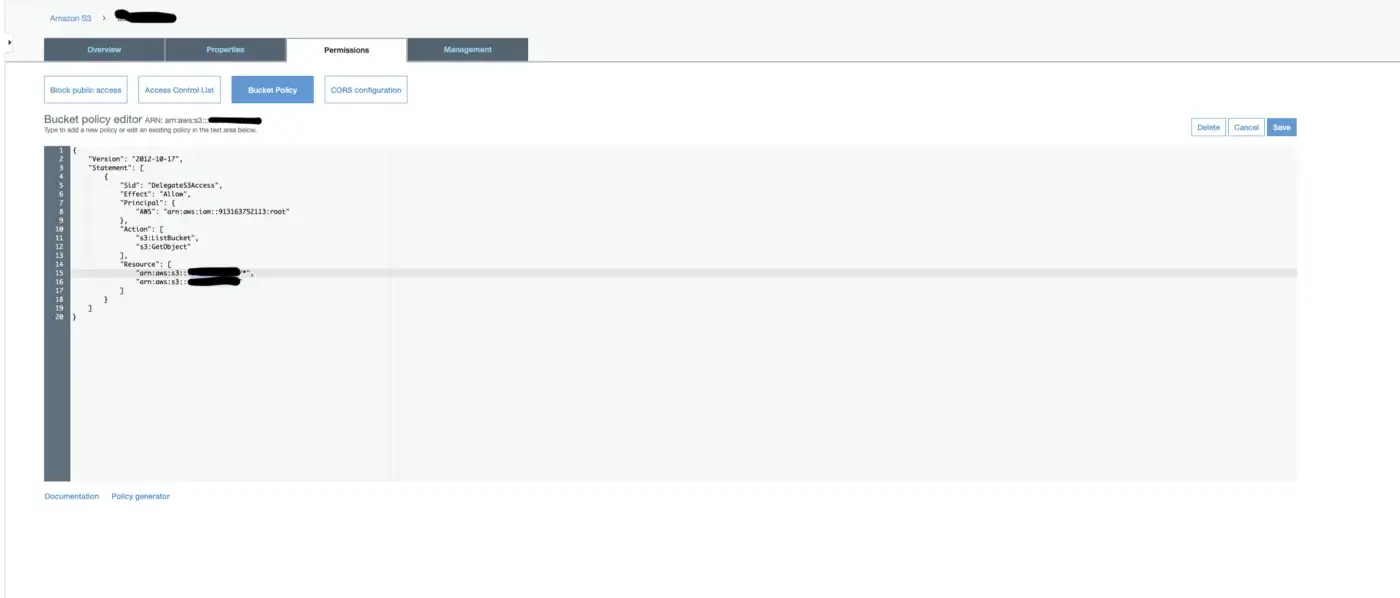 Amazon S3 >
Overview Properties Permissions Management
Block public access Access Control List Bucket Policy CORS configuration
Bucket policy editor ARN: arn:aws:s3:::
Type to add a new policy or edit an existing policy in the text area below.
Delete Cancel Save
1 {
2 "Version": "2012-10-17",
3 "Statement": [
4 {
5 "Sid": "DelegateS3Access",
6 "Effect": "Allow",
7 "Principal": {
8 "AWS": "arn:aws:iam::913163752113:root"
9 },
10 "Action": [
11 "s3:ListBucket",
12 "s3:GetObject"
13 ],
14 "Resource": [
15 "arn:aws:s3:: *",
16 "arn:aws:s3::
17 ]
18 }
19 ]
20 }
Documentation Policy generator